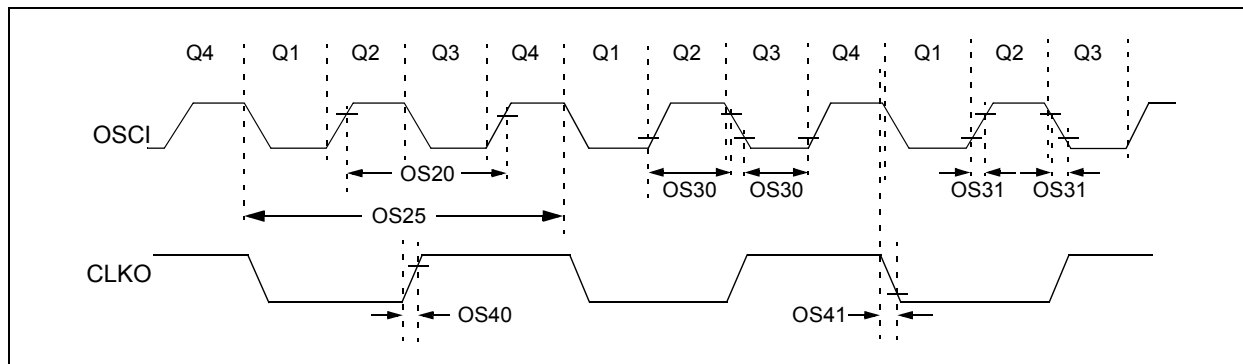 Q4 Q1 Q2 Q3 Q4 Q1 Q2 Q3 Q4 Q1 Q2 Q3
OSCI
OS20 OS30 OS30 OS31 OS31
OS25
CLKO
OS40 OS41